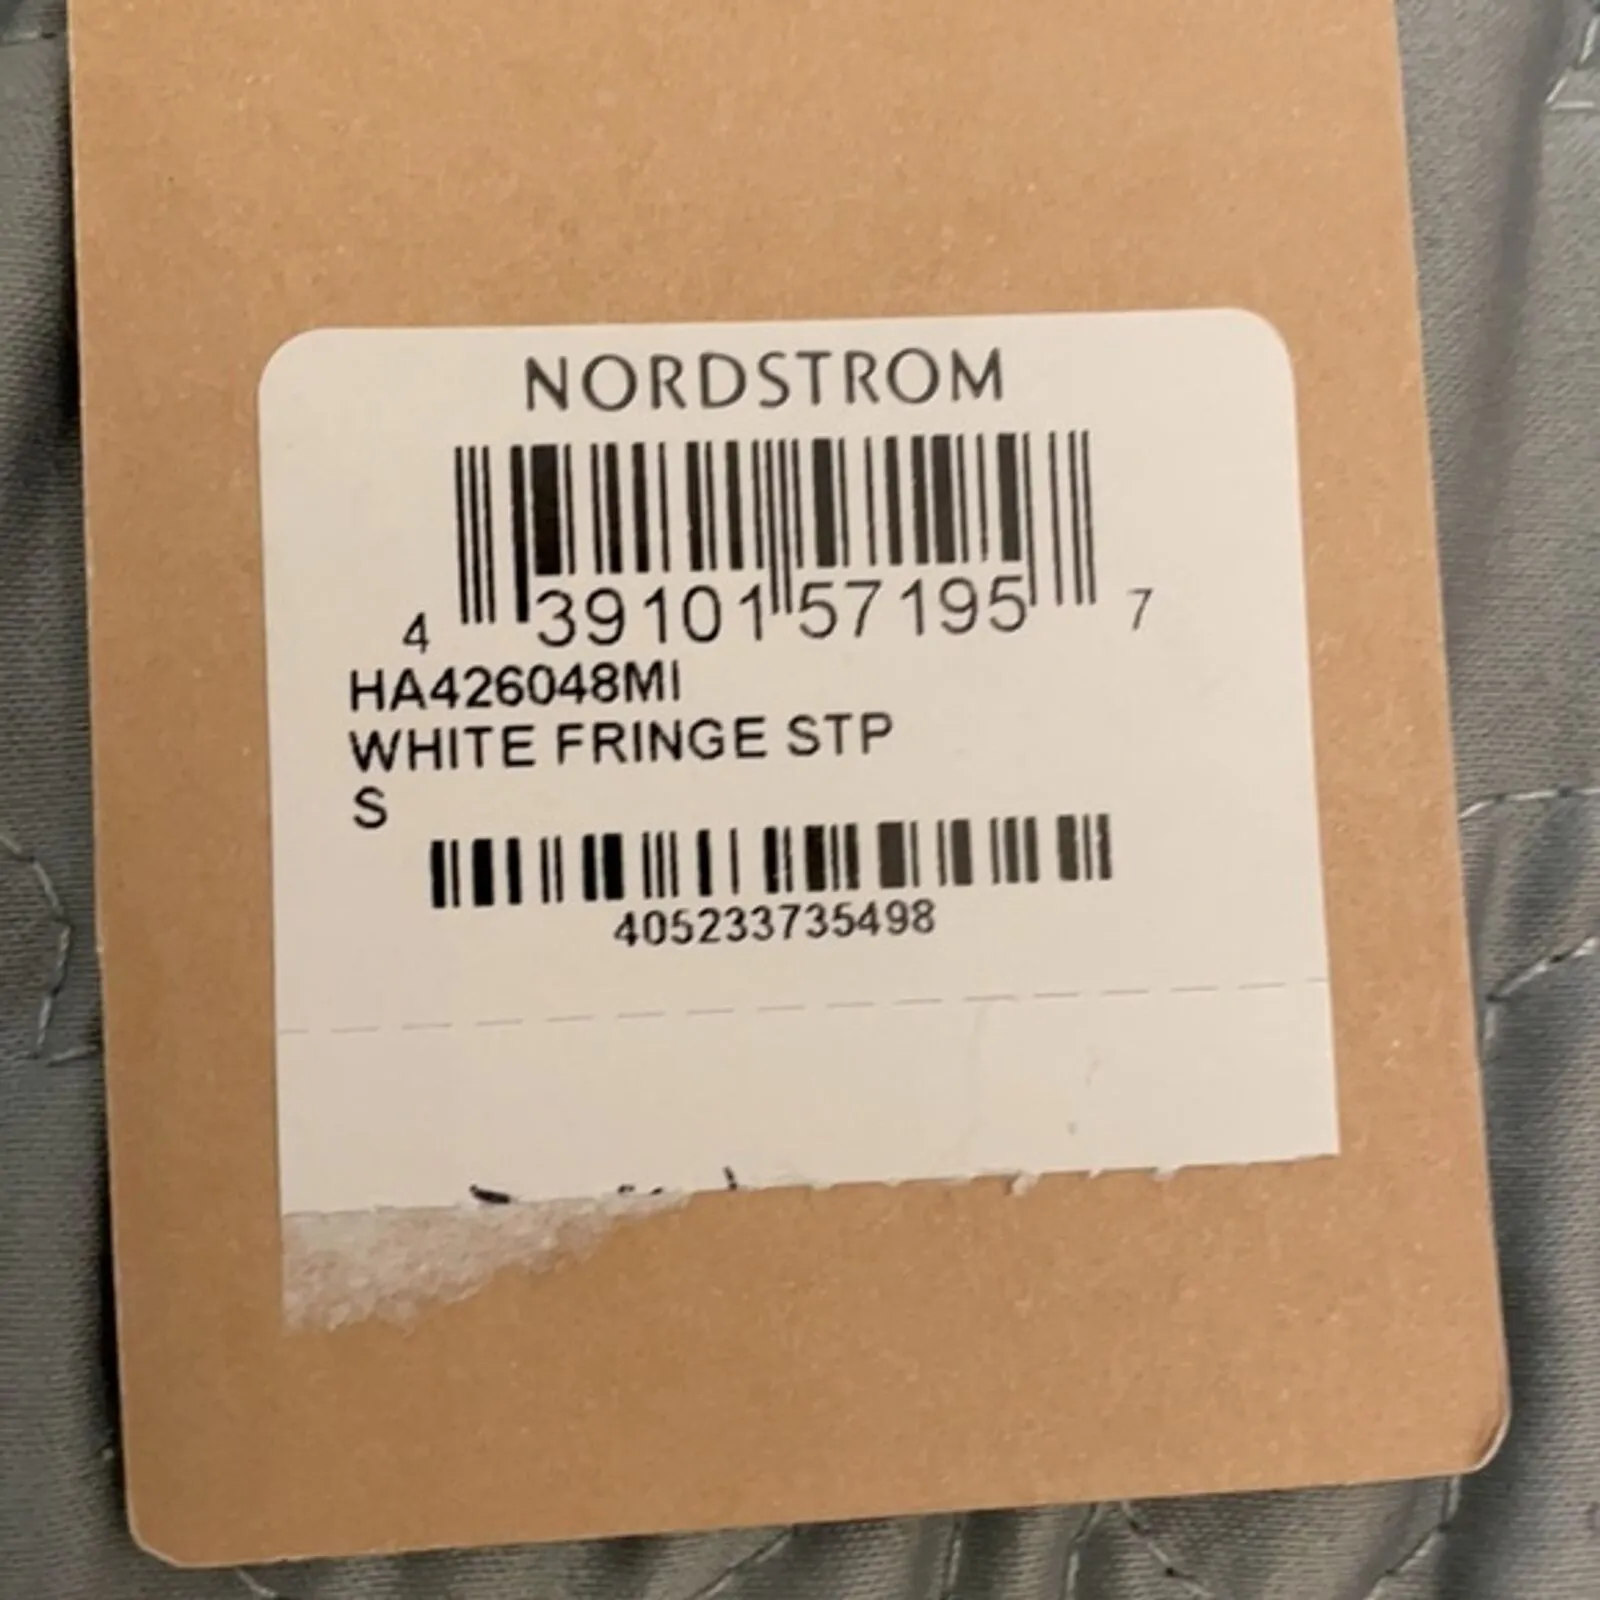 NORDSTROM
4 39101 57195 7
HA426048MI
WHITE FRINGE STP
S
405233735498